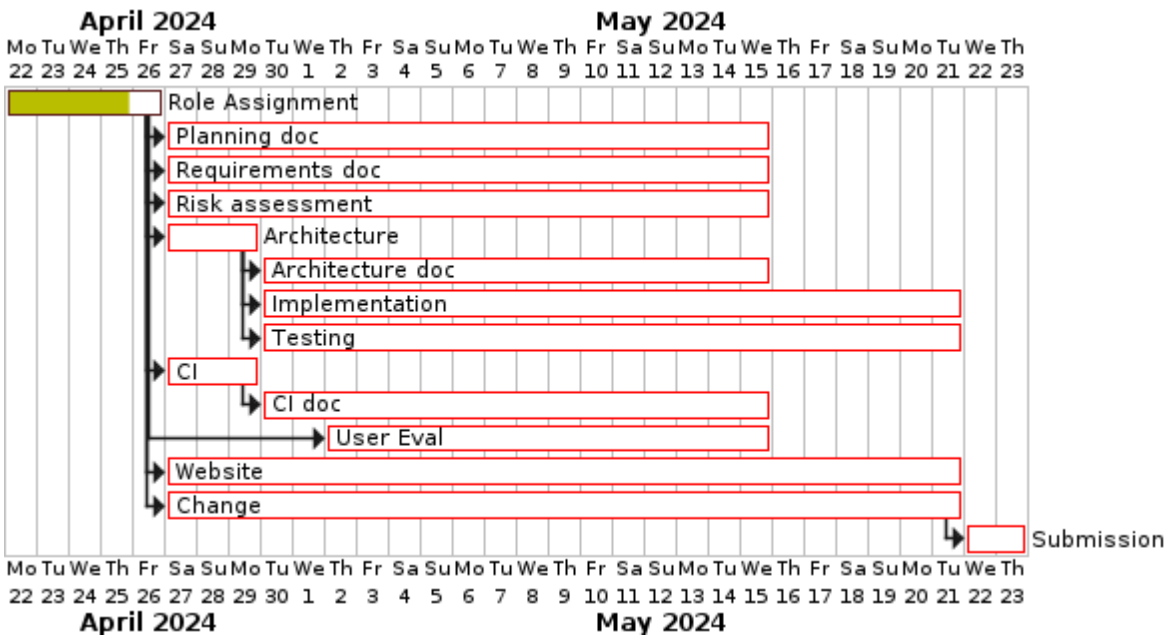 April 2024 May 2024
Mo Tu We Th Fr Sa Su Mo Tu We Th Fr Sa Su Mo Tu We Th Fr Sa Su Mo Tu We Th Fr Sa Su Mo Tu We Th
22 23 24 25 26 27 28 29 30 1 2 3 4 5 6 7 8 9 10 11 12 13 14 15 16 17 18 19 20 21 22 23
Role Assignment
Planning doc
Requirements doc
Risk assessment
Architecture
Architecture doc
Implementation
Testing
CI
CI doc
User Eval
Website
Change
Submission
Mo Tu We Th Fr Sa Su Mo Tu We Th Fr Sa Su Mo Tu We Th Fr Sa Su Mo Tu We Th Fr Sa Su Mo Tu We Th
22 23 24 25 26 27 28 29 30 1 2 3 4 5 6 7 8 9 10 11 12 13 14 15 16 17 18 19 20 21 22 23
April 2024 May 2024